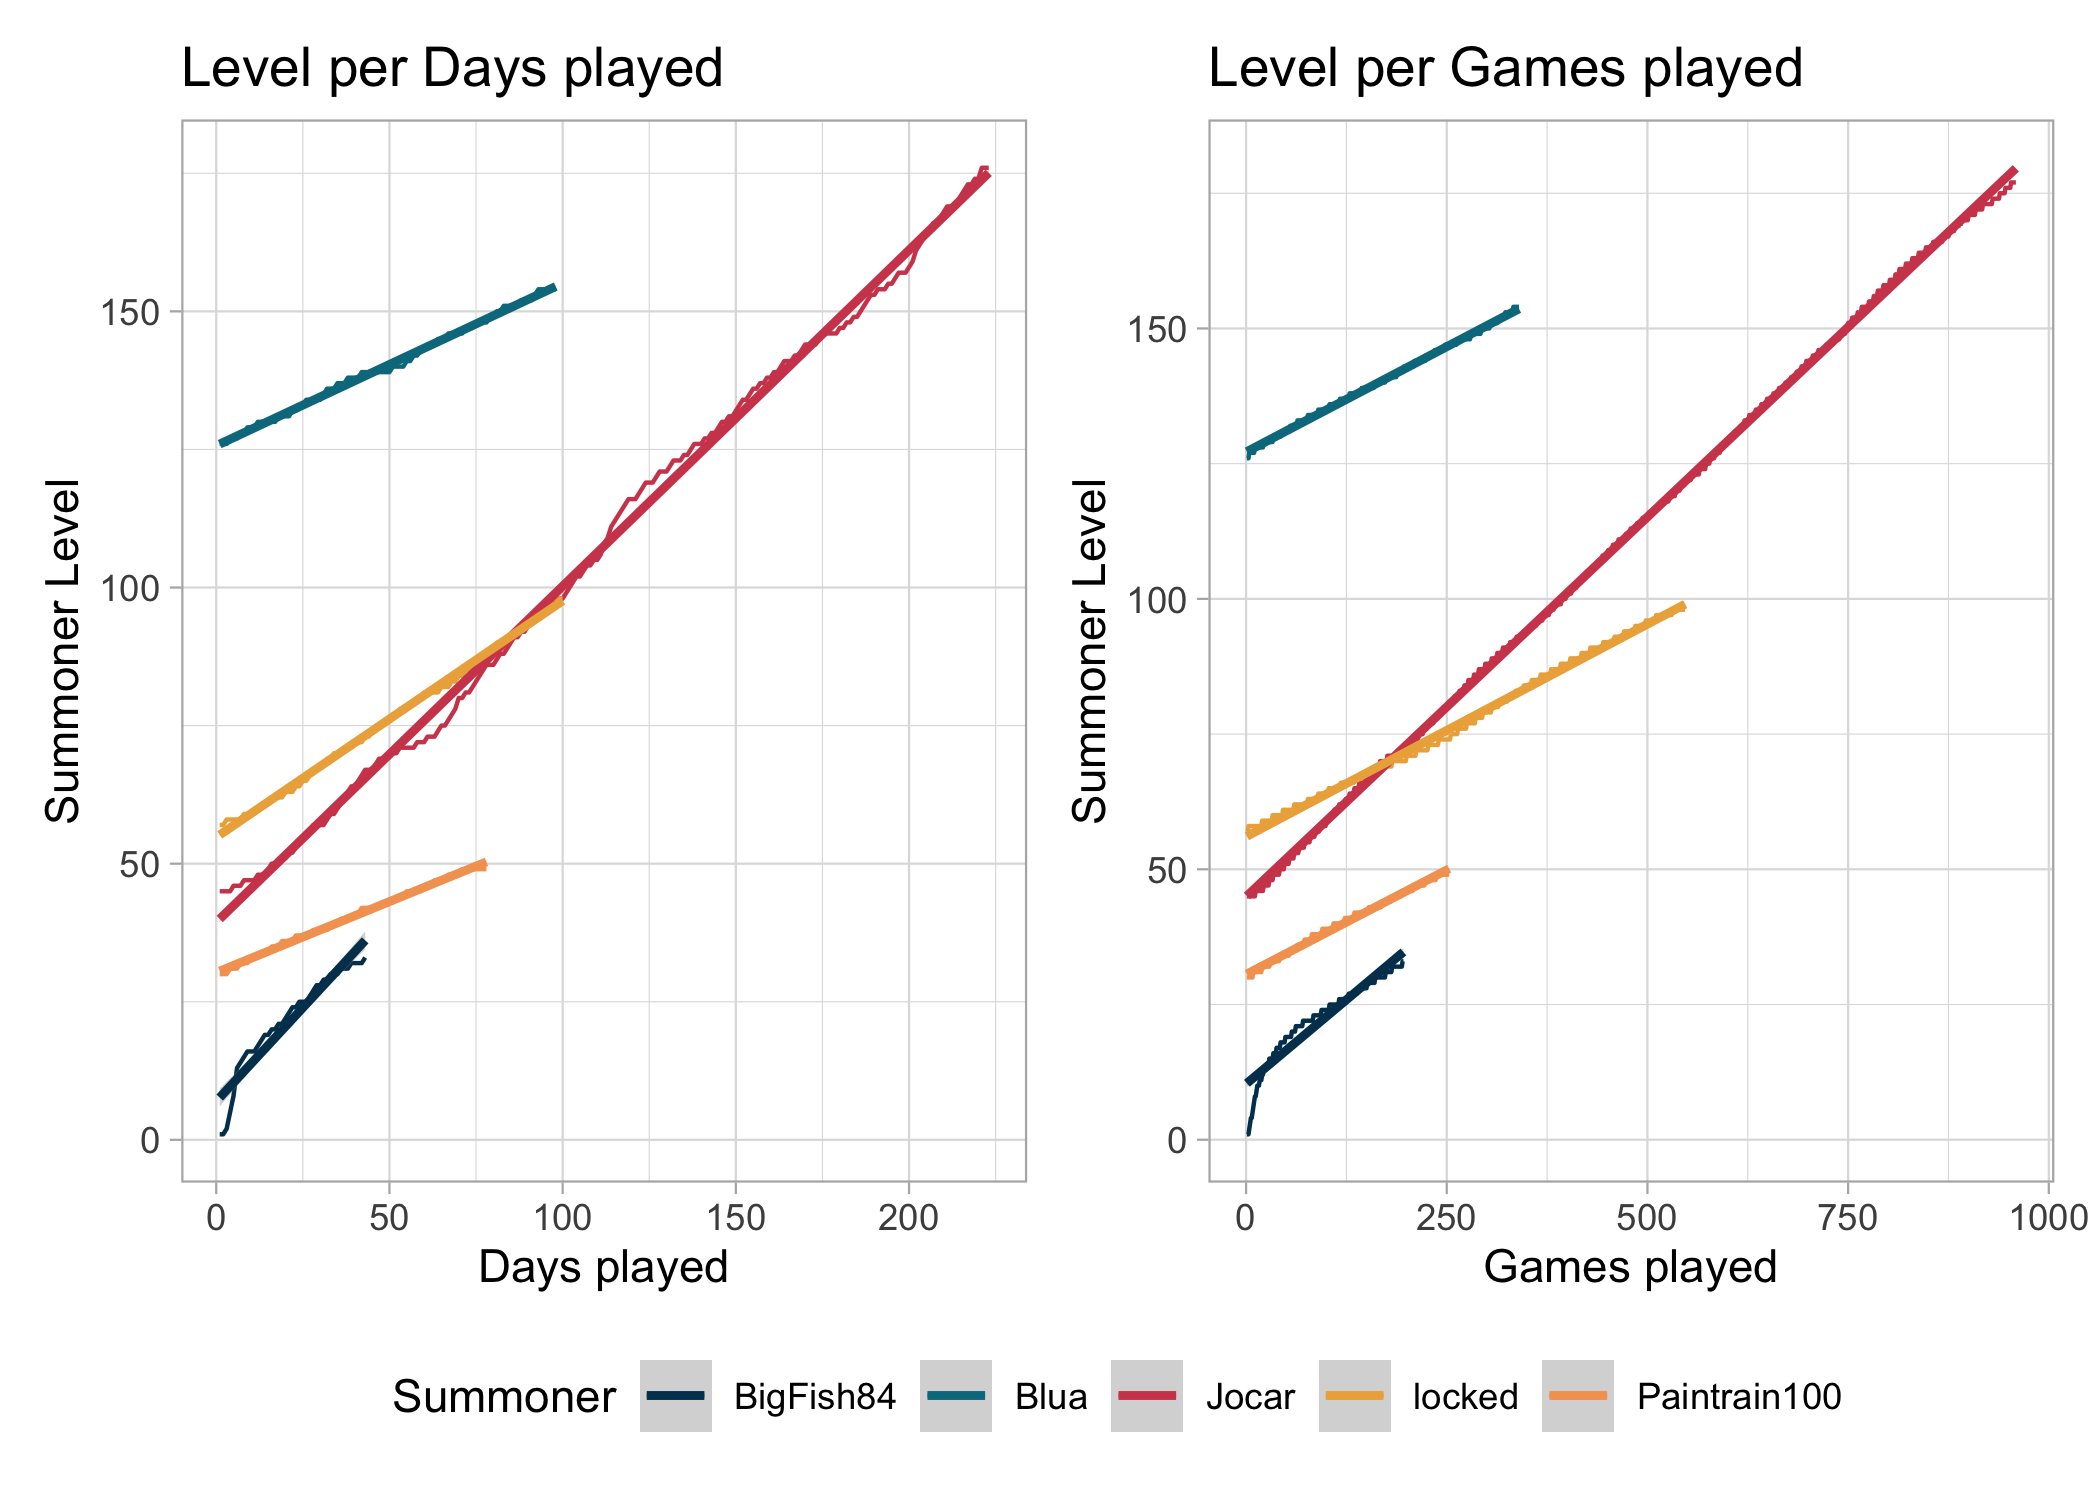 Level per Days played
Summoner Level
150
100
50
0
0 50 100 150 200
Days played
Level per Games played
Summoner Level
150
100
50
0
0 250 500 750 1000
Games played
Summoner BigFish84 Blua Jocar locked Paintrain100